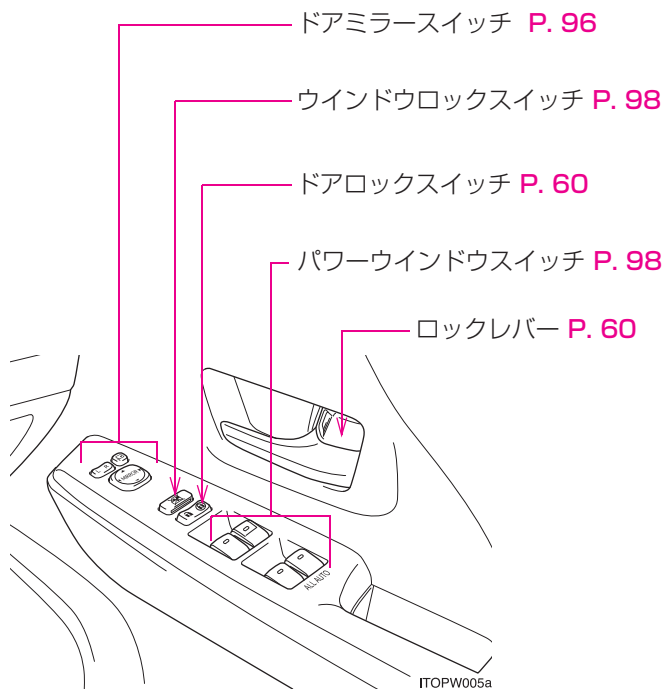 ドアミラースイッチ P. 96
ウインドウロックスイッチ P. 98
ドアロックスイッチ P. 60
パワーウインドウスイッチ P. 98
ロックレバー P. 60
MIRROR
ALL AUTO
ITOPW005a